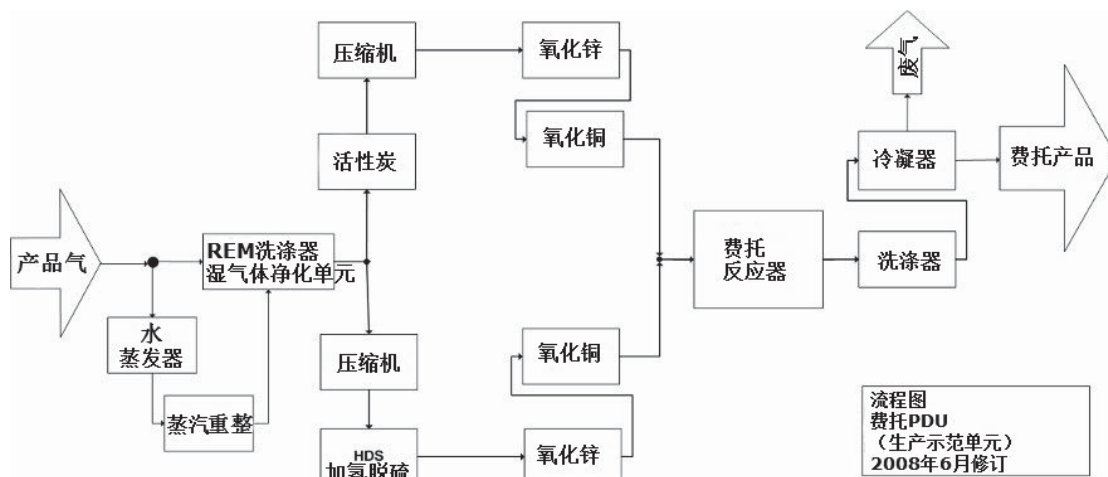 压缩机
氧化锌
废气
活性炭
氧化铜
冷凝器
费托产品
产品气
REM洗涤器
湿气体净化单元
费托
反应器
洗涤器
水
蒸发器
压缩机
氧化铜
蒸汽重整
HDS
加氢脱硫
氧化锌
流程图
费托PDU
（生产示范单元）
2008年6月修订